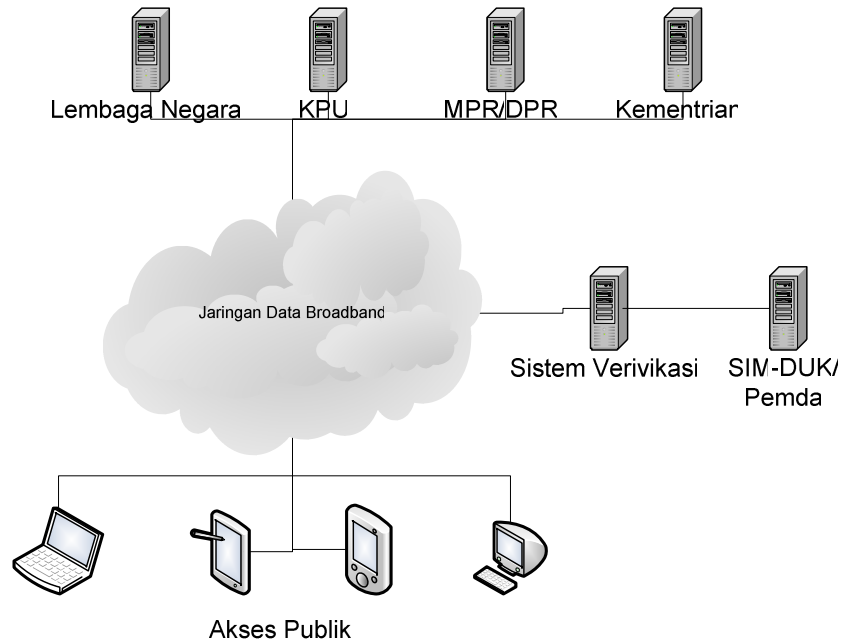 Lembaga Negara
KPU
MPR/DPR
Kementrian
Jaringan Data Broadband
Sistem Verivikasi
SIM-DUK/
Pemda
Akses Publik